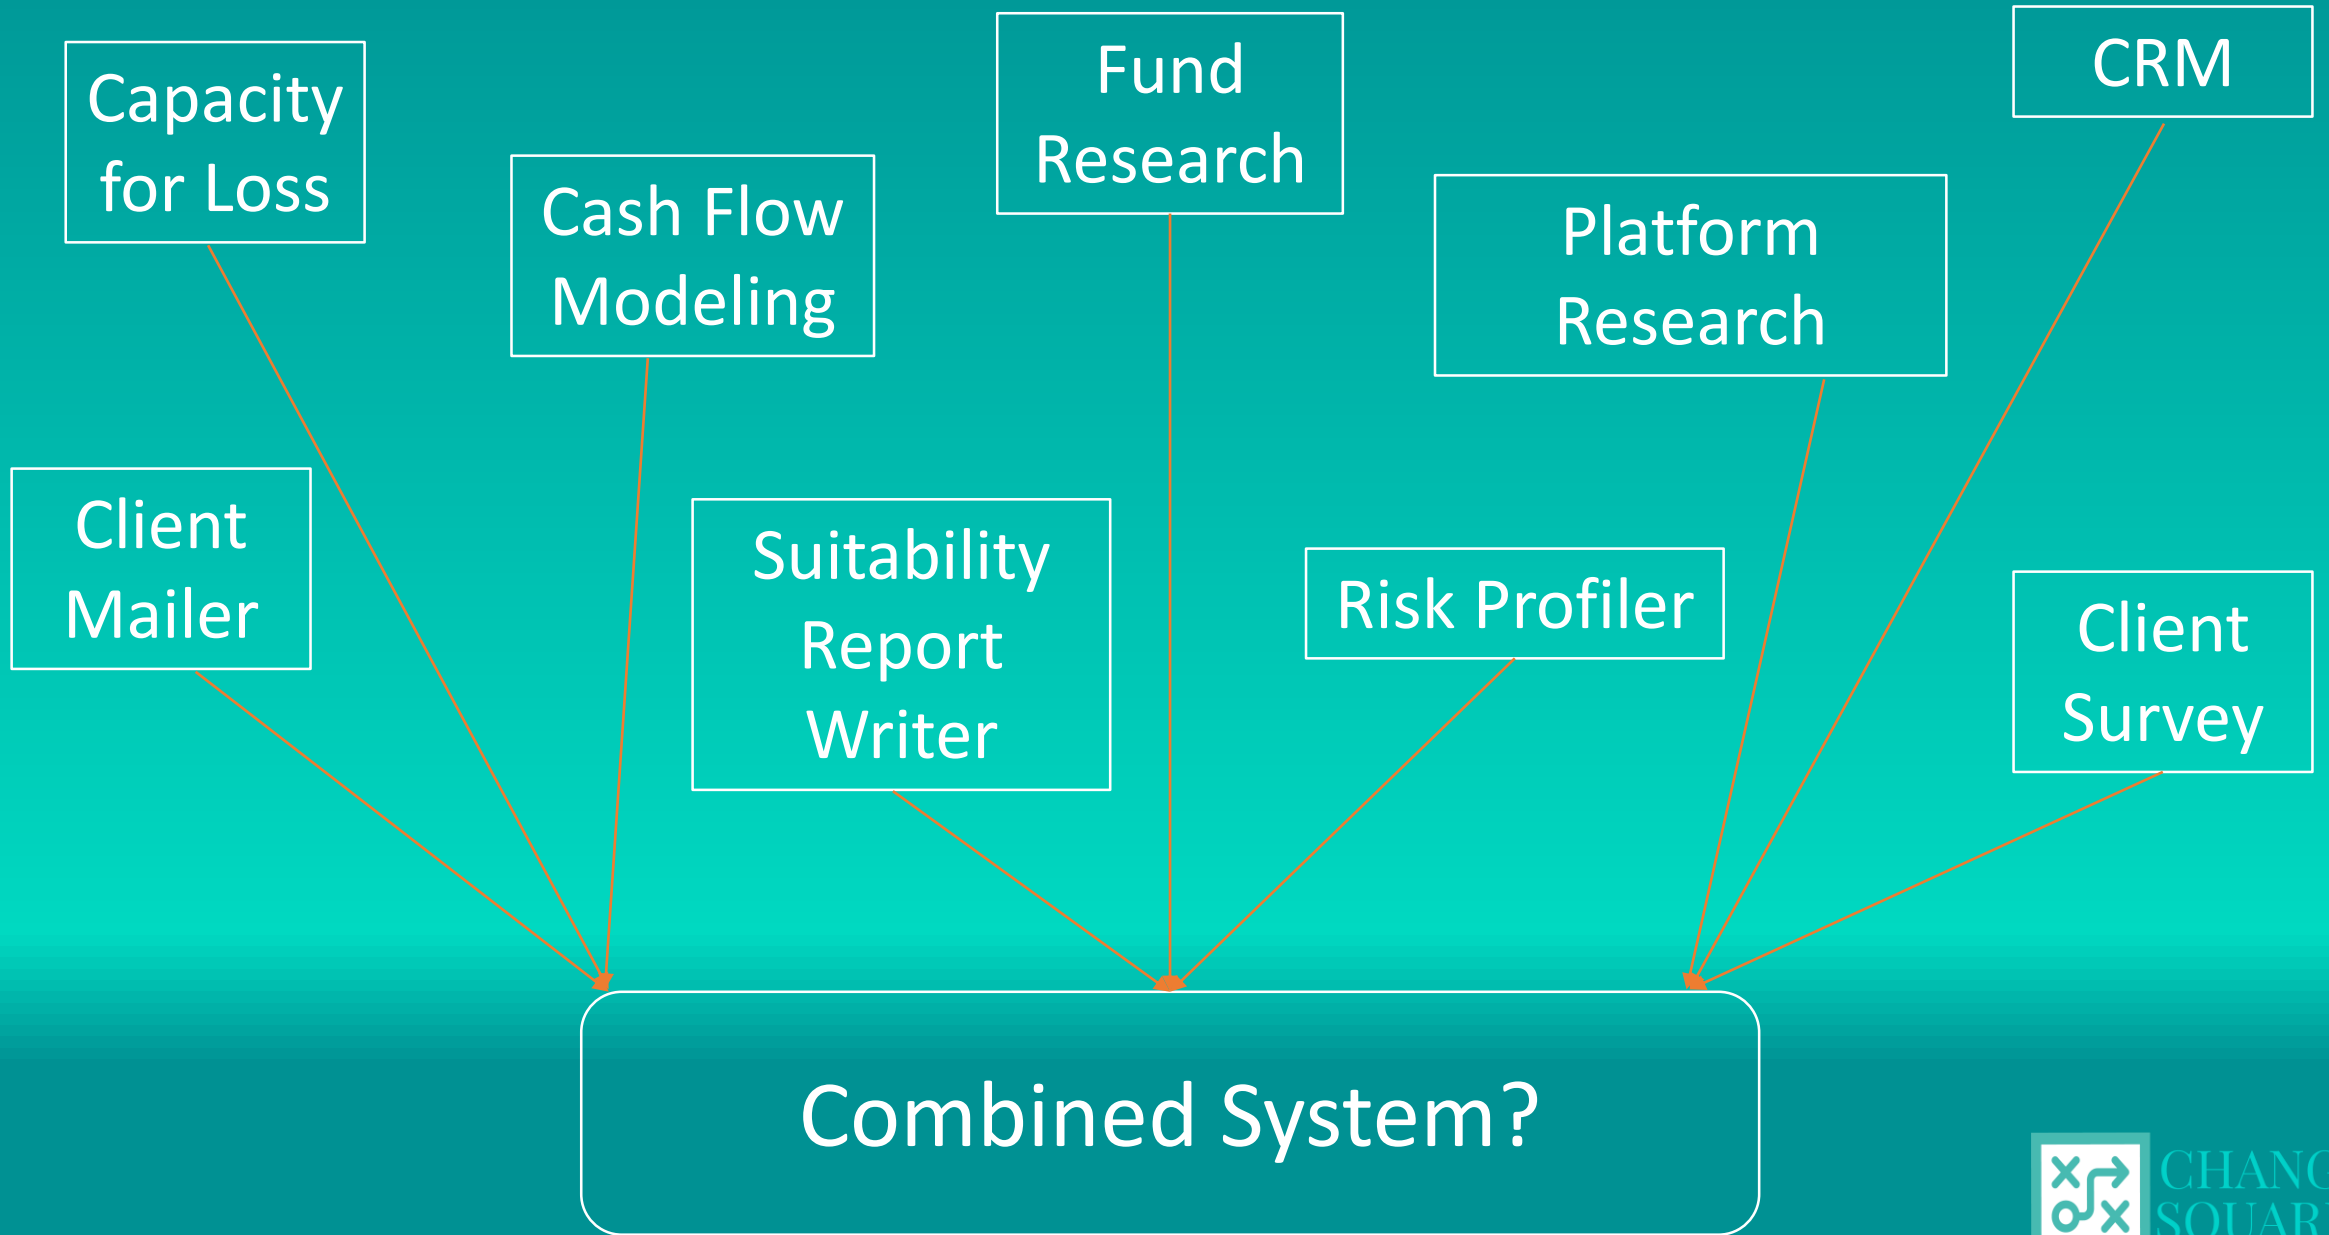 Capacity
for Loss
Cash Flow
Modeling
Fund
Research
Platform
Research
CRM
Client
Mailer
Suitability
Report
Writer
Risk Profiler
Client
Survey
Combined System?